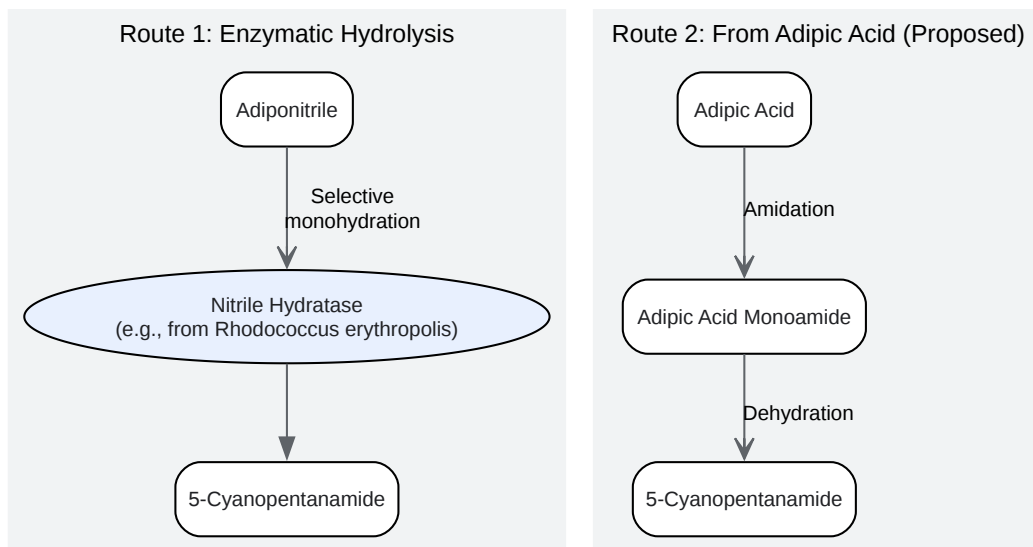 Route 1: Enzymatic Hydrolysis
Adiponitrile
Selective
monohydration
Nitrile Hydratase
(e.g., from Rhodococcus erythropolis)
5-Cyanopentanamide
Route 2: From Adipic Acid (Proposed)
Adipic Acid
Amidation
Adipic Acid Monoamide
Dehydration
5-Cyanopentanamide